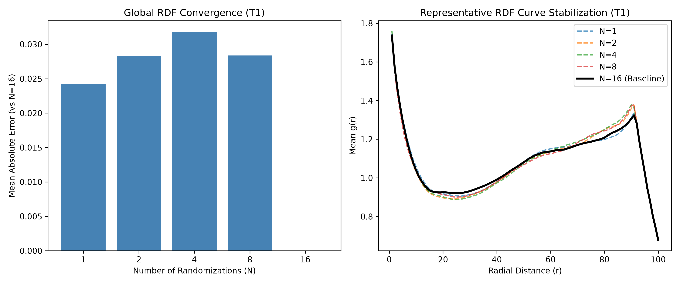 Global RDF Convergence (T1)
Mean Absolute Error (vs N=16)
0.030
0.025
0.020
0.015
0.010
0.005
0.000
1 2 4 8 16
Number of Randomizations (N)
Representative RDF Curve Stabilization (T1)
Mean g(r)
1.8
1.6
1.4
1.2
1.0
0.8
N=1
N=2
N=4
N=8
N=16 (Baseline)
0 20 40 60 80 100
Radial Distance (r)